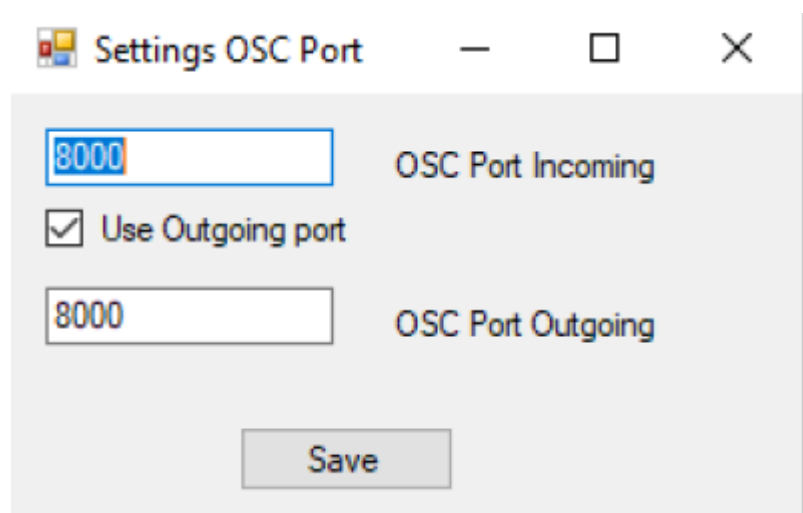 Settings OSC Port
8000 OSC Port Incoming
Use Outgoing port
8000 OSC Port Outgoing
Save